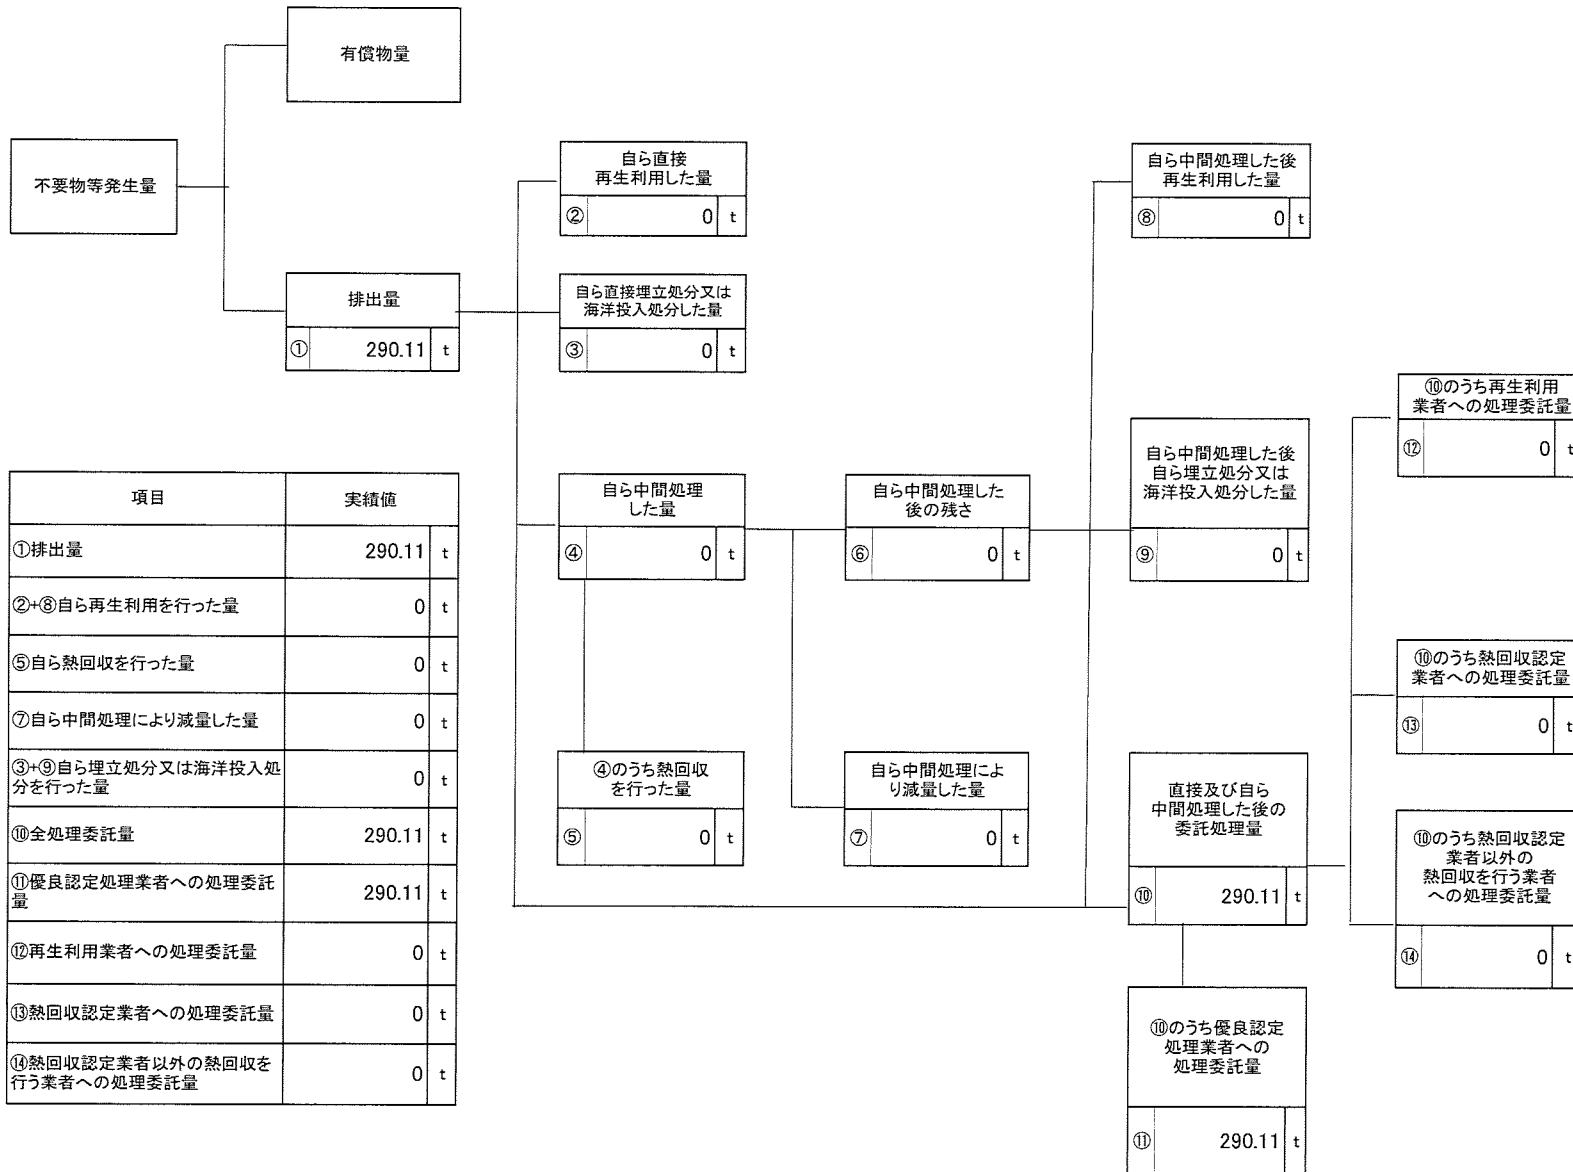 有償物量
不要物等発生量
排出量
① 290.11 t
自ら直接
再生利用した量
② 0 t
自ら直接埋立処分又は
海洋投入処分した量
③ 0 t
自ら中間処理
した量
④ 0 t
④のうち熱回収
を行った量
⑤ 0 t
自ら中間処理した
後の残さ
⑥ 0 t
自ら中間処理によ
り減量した量
⑦ 0 t
自ら中間処理した後
再生利用した量
⑧ 0 t
自ら中間処理した後
自ら埋立処分又は
海洋投入処分した量
⑨ 0 t
直接及び自ら
中間処理した後の
委託処理量
⑩ 290.11 t
⑩のうち優良認定
処理業者への
処理委託量
⑪ 290.11 t
⑩のうち再生利用
業者への処理委託量
⑫ 0 t
⑩のうち熱回収認定
業者への処理委託量
⑬ 0 t
⑩のうち熱回収認定
業者以外の
熱回収を行う業者
への処理委託量
⑭ 0 t
項目 実績値
①排出量 290.11 t
②+⑧自ら再生利用を行った量 0 t
⑤自ら熱回収を行った量 0 t
⑦自ら中間処理により減量した量 0 t
③+⑨自ら埋立処分又は海洋投入処
分を行った量 0 t
⑩全処理委託量 290.11 t
⑪優良認定処理業者への処理委託
量 290.11 t
⑫再生利用業者への処理委託量 0 t
⑬熱回収認定業者への処理委託量 0 t
⑭熱回収認定業者以外の熱回収を
行う業者への処理委託量 0 t